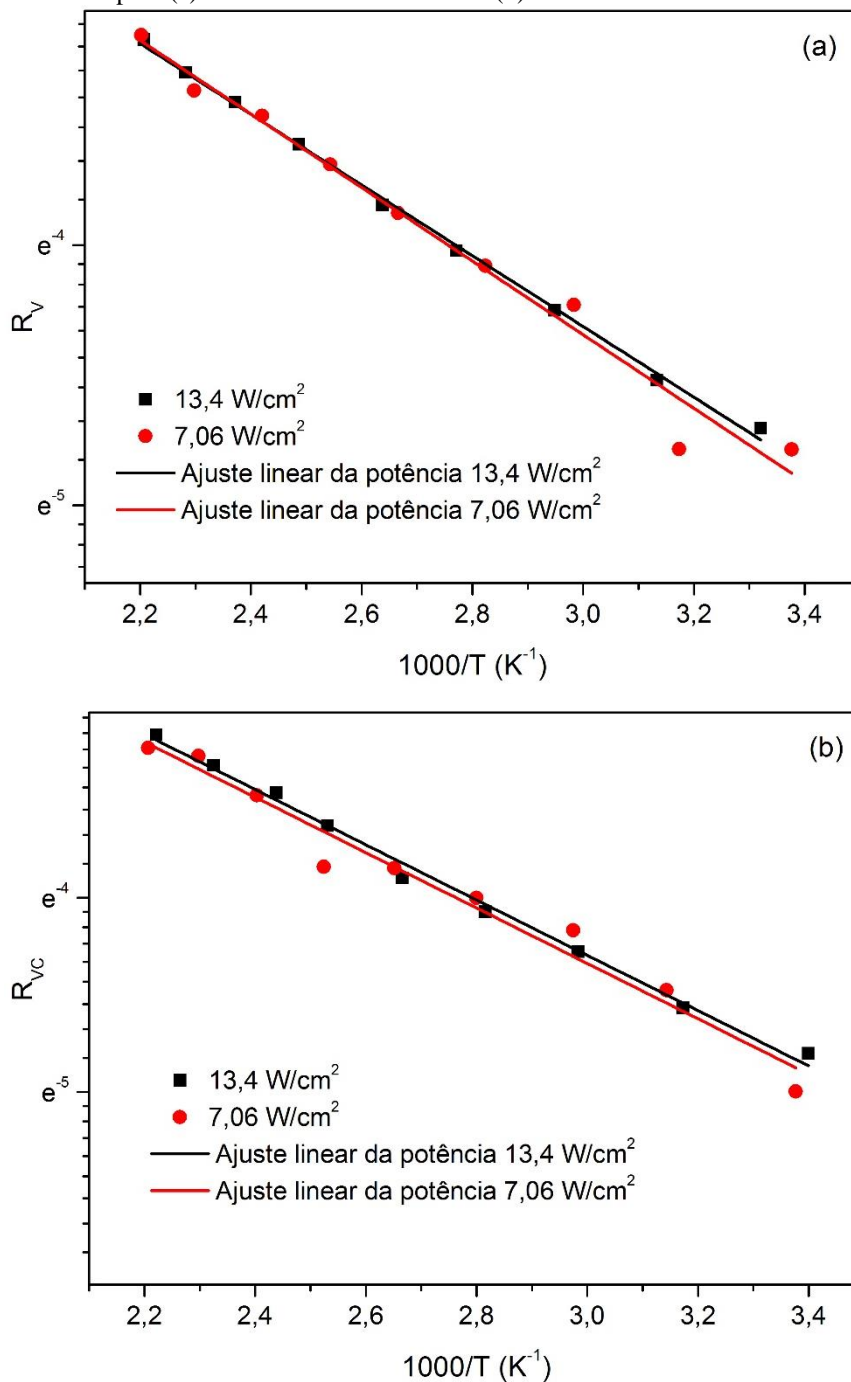 (a)
e⁻⁴
R_V
13,4 W/cm²
7,06 W/cm²
Ajuste linear da potência 13,4 W/cm²
Ajuste linear da potência 7,06 W/cm²
e⁻⁵
2,2 2,4 2,6 2,8 3,0 3,2 3,4
1000/T (K⁻¹)
(b)
e⁻⁴
R_VC
13,4 W/cm²
7,06 W/cm²
e⁻⁵
Ajuste linear da potência 13,4 W/cm²
Ajuste linear da potência 7,06 W/cm²
2,2 2,4 2,6 2,8 3,0 3,2 3,4
1000/T (K⁻¹)